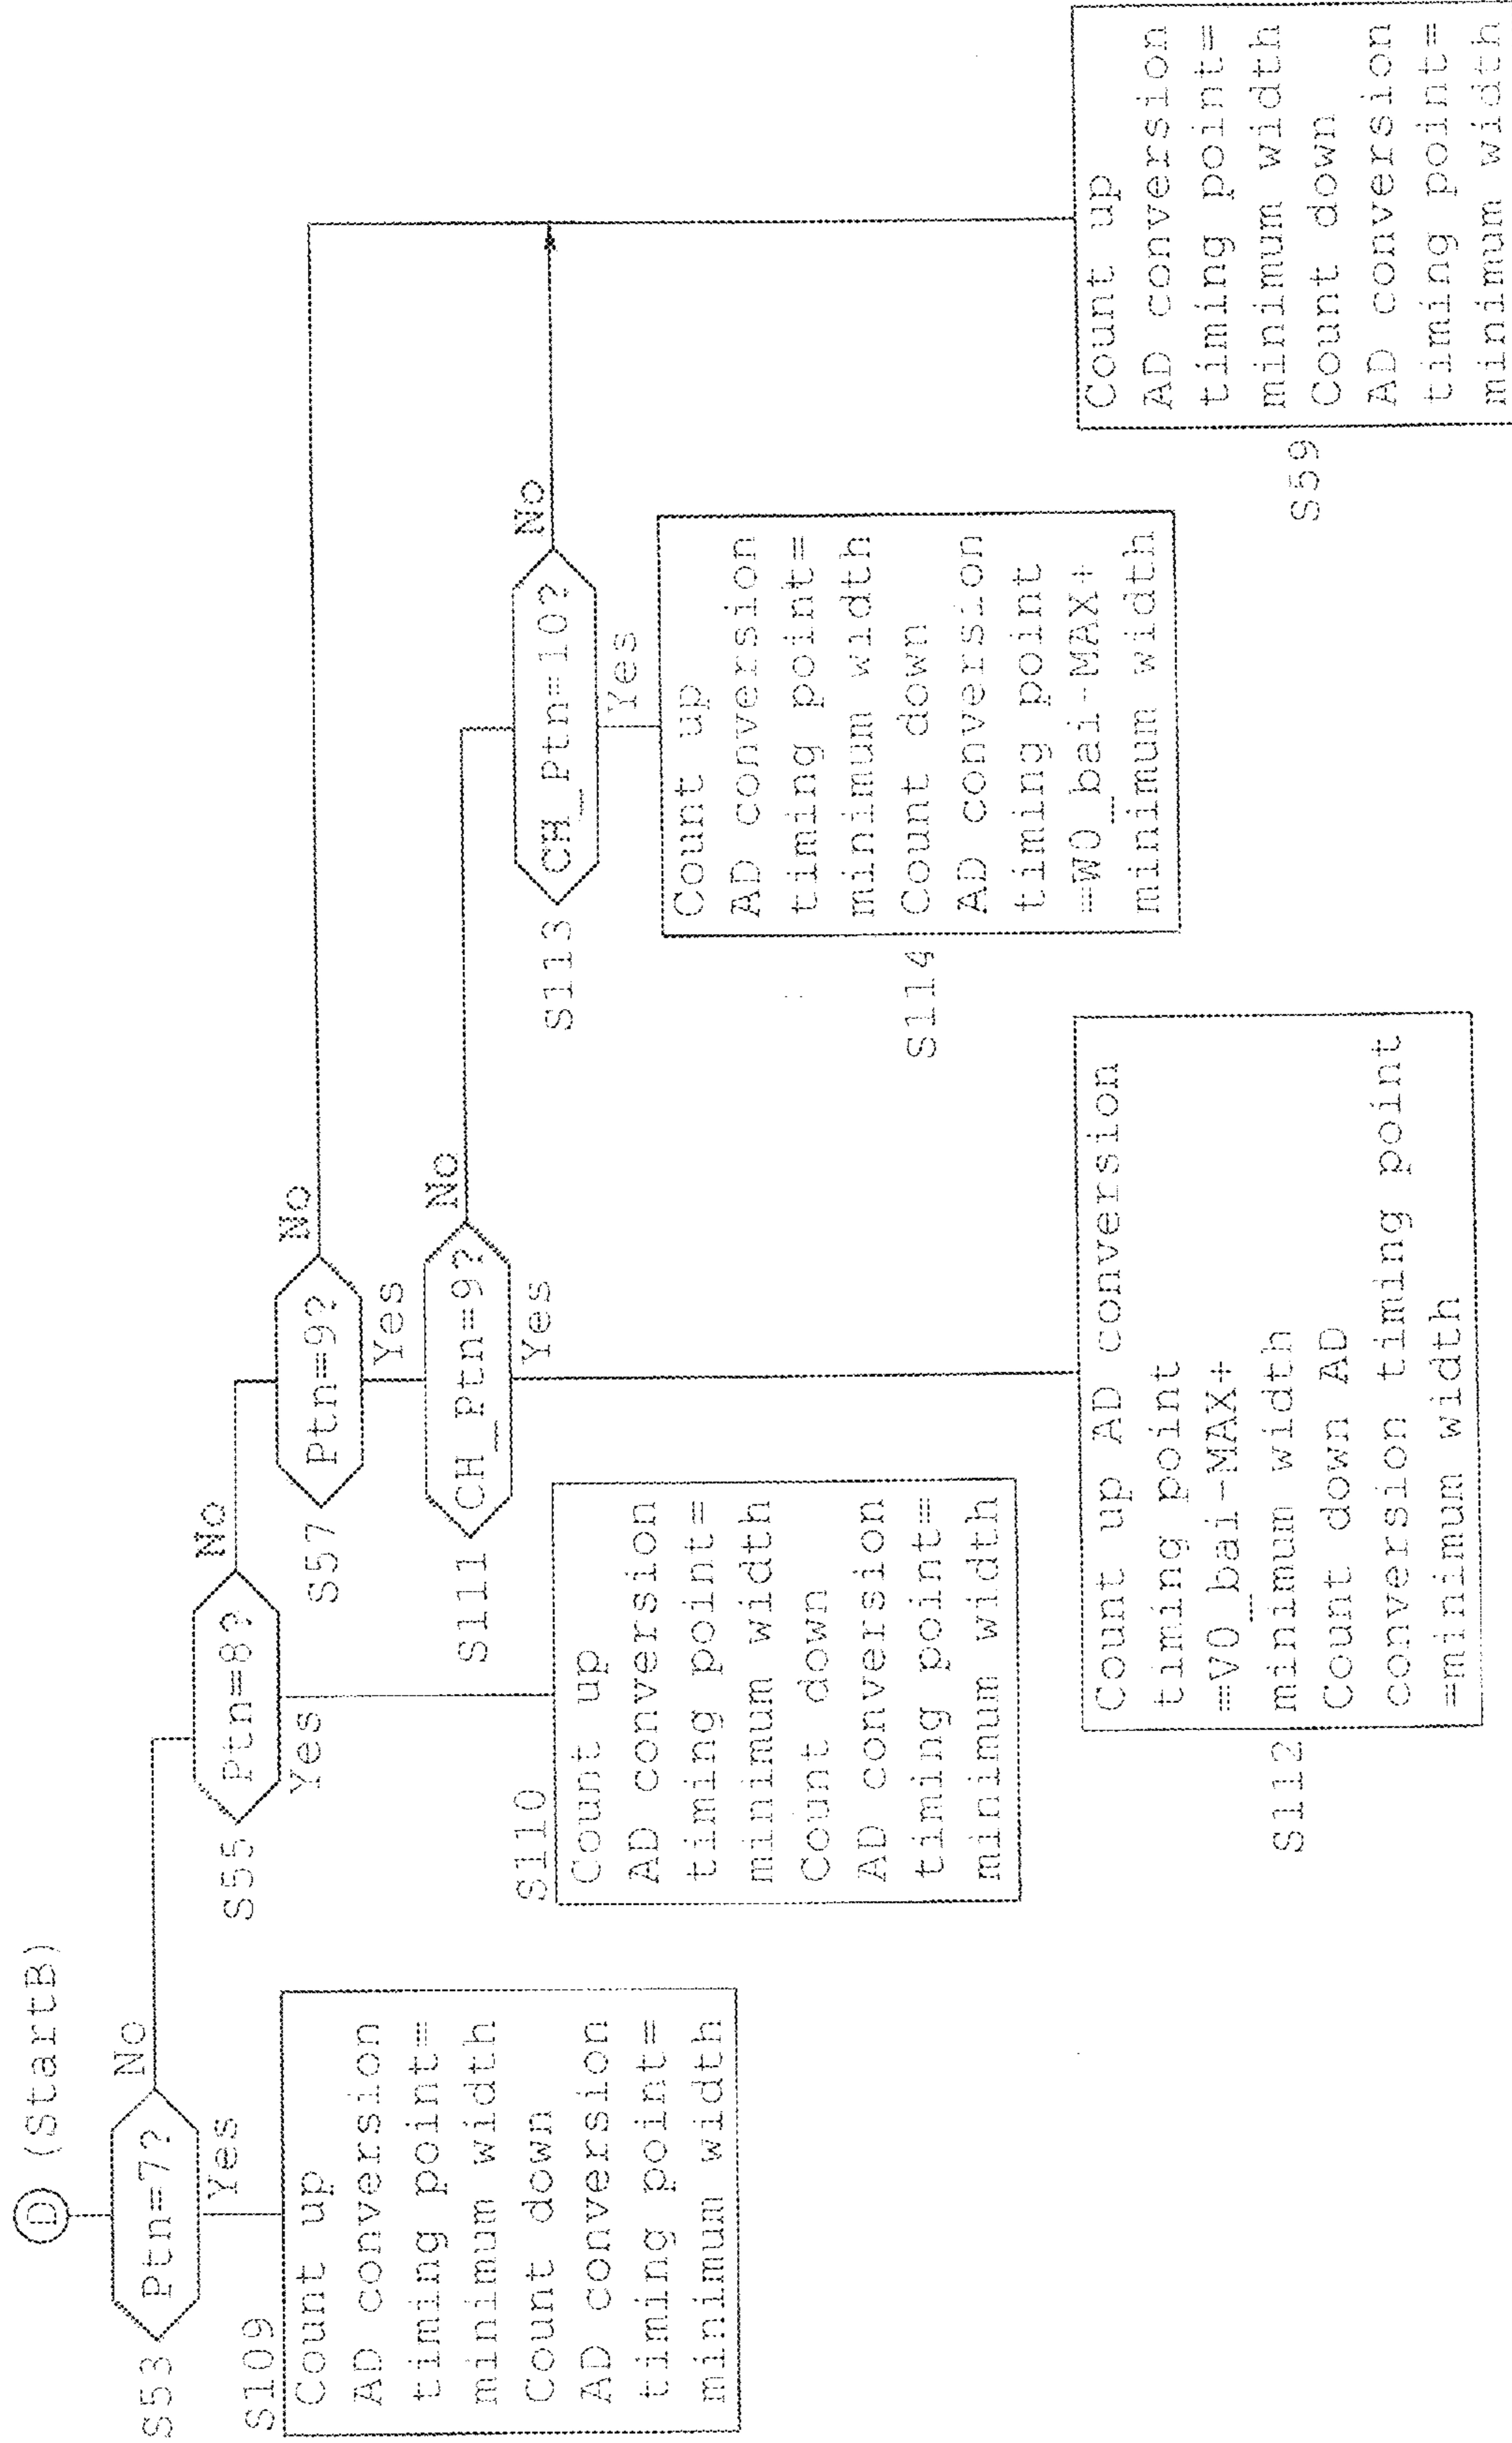 D (StartB)
S53
Ptn=7?
No
Yes
S109
Count up
AD conversion
timing point=
minimum width
Count down
AD conversion
timing point=
minimum width
S55
Ptn=8?
No
Yes
S110
Count up
AD conversion
timing point=
minimum width
Count down
AD conversion
timing point=
minimum width
S57
Ptn=9?
No
Yes
S111
CH_Ptn=9?
No
Yes
S112
Count up AD conversion
timing point
=V0_bai-MAX+
minimum width
Count down AD
conversion timing point
=minimum width
S113
CH_Ptn=10?
No
Yes
S114
Count up
AD conversion
timing point=
minimum width
Count down
AD conversion
timing point
=W0_bai-MAX+
minimum width
S59
Count up
AD conversion
timing point=
minimum width
Count down
AD conversion
timing point=
minimum width